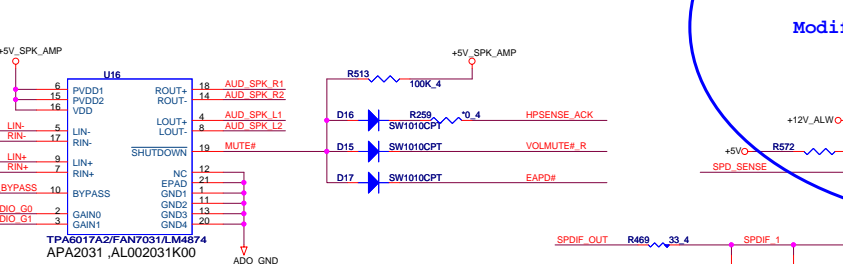 Modif
+5V_SPK_AMP
+5V_SPK_AMP
U16
R513
100K_4
6 PVDD1 ROUT+ 18 AUD_SPK_R1
15 PVDD2 ROUT- 14 AUD_SPK_R2
16 VDD
D16 R259 *0_4 HPSENSE_ACK
SW1010CPT
LOUT+ 4 AUD_SPK_L1
LIN- 5 LIN- LOUT- 8 AUD_SPK_L2
RIN- 17 RIN-
+12V_ALW
SHUTDOWN 19 MUTE#
D15 SW1010CPT VOLMUTE#_R
+5V R572
LIN+ 9 LIN+
RIN+ 7 RIN+
NC 12
EPAD 21
D17 SW1010CPT EAPD#
SPD_SENSE
BYPASS 10 BYPASS GND1 1
GND2 11
DIO_G0 2 GAIN0 GND3 13
DIO_G1 3 GAIN1 GND4 20
TPA6017A2/FAN7031/LM4874
APA2031 ,AL002031K00
ADO_GND
SPDIF_OUT R469 33_4 SPDIF_1